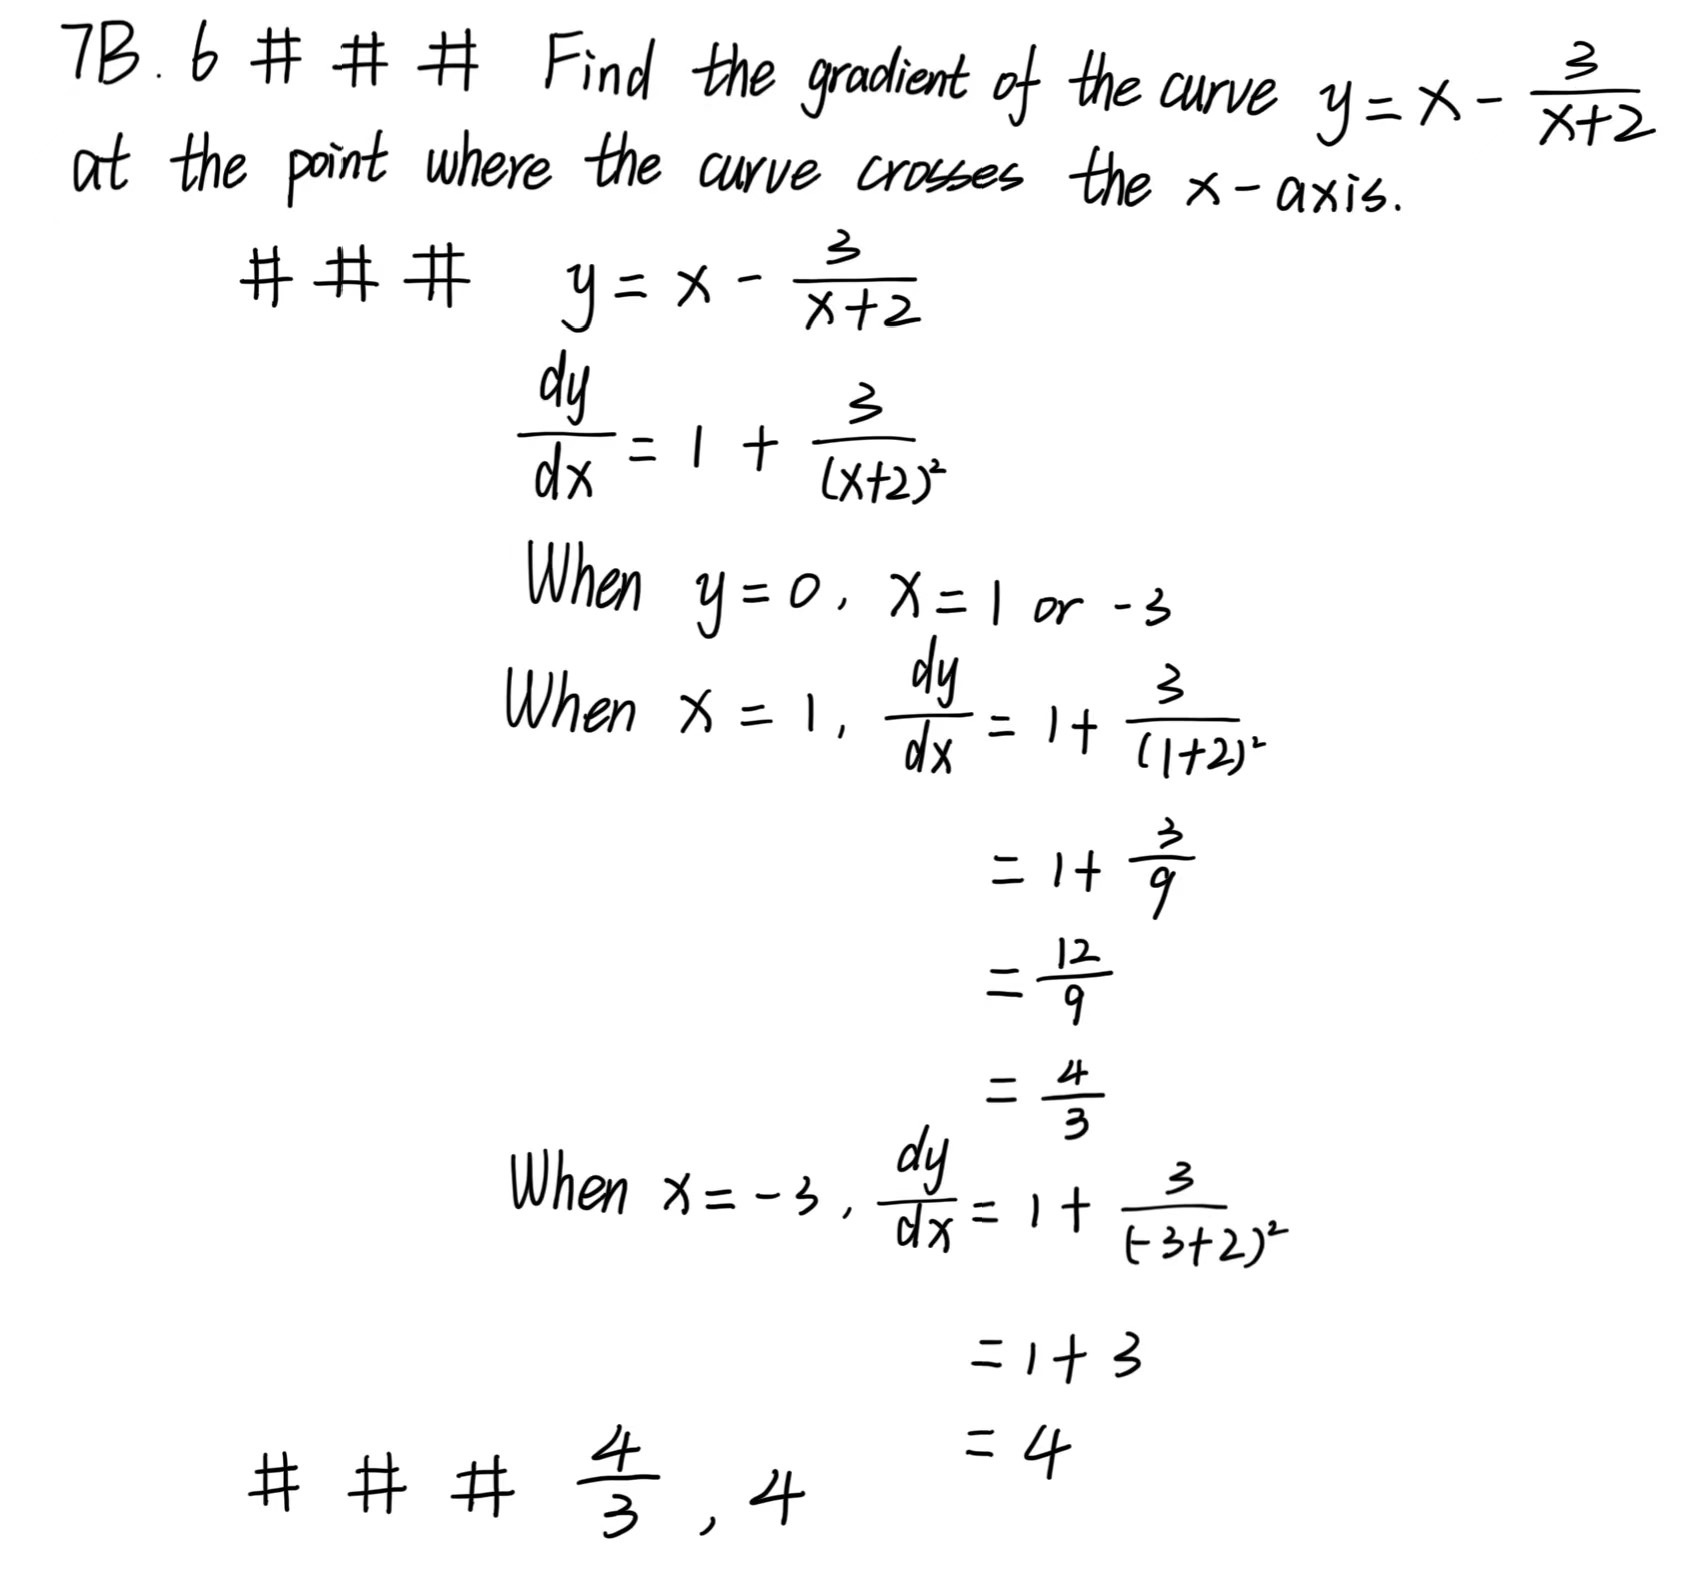 7B.6 # # # Find the gradient of the curve y = x - \frac{3}{x+2}
at the point where the curve crosses the x-axis.
# # # y = x - \frac{3}{x+2}
\frac{dy}{dx} = 1 + \frac{3}{(x+2)^2}
When y = 0, x = 1 or -3
When x = 1, \frac{dy}{dx} = 1 + \frac{3}{(1+2)^2}
= 1 + \frac{3}{9}
= \frac{12}{9}
= \frac{4}{3}
When x = -3, \frac{dy}{dx} = 1 + \frac{3}{(-3+2)^2}
= 1 + 3
= 4
# # # \frac{4}{3}, 4